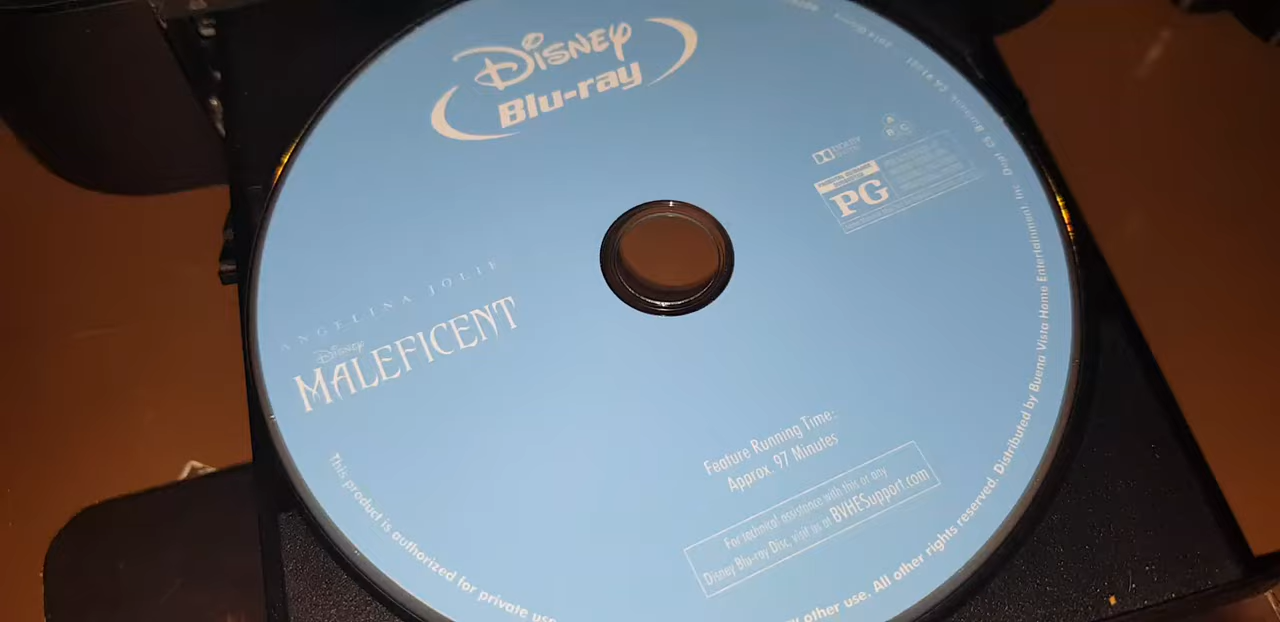 Disney
Blu-ray
DOLBY
ABC
PG
ANGELINA JOLIE
Disney
MALEFICENT
Feature Running Time:
Approx. 97 Minutes
For technical assistance with this or any
Disney Blu-ray Disc, visit us at BVHESupport.com
This product is authorized for private use
other use. All other rights reserved. Distributed by Buena Vista Home Entertainment, Inc.